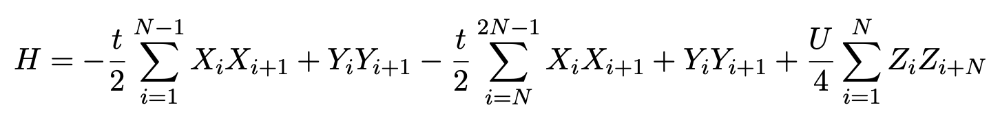 H = -\frac{t}{2} \sum_{i=1}^{N-1} X_i X_{i+1} + Y_i Y_{i+1} - \frac{t}{2} \sum_{i=N}^{2N-1} X_i X_{i+1} + Y_i Y_{i+1} + \frac{U}{4} \sum_{i=1}^{N} Z_i Z_{i+N}